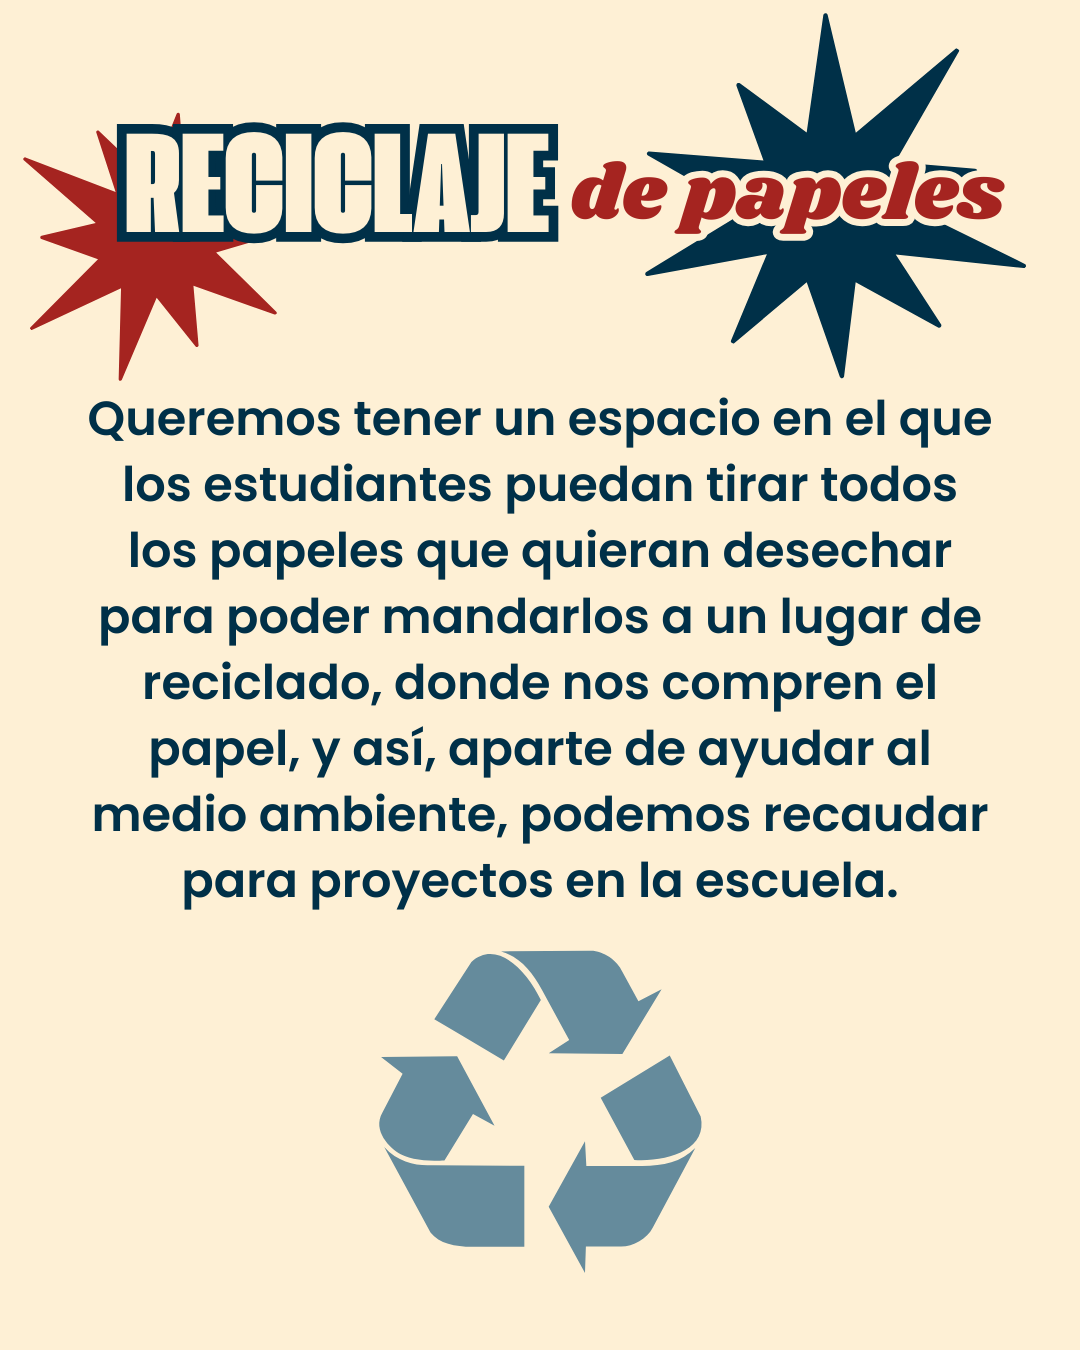 RECICLAJE de papeles
Queremos tener un espacio en el que
los estudiantes puedan tirar todos
los papeles que quieran desechar
para poder mandarlos a un lugar de
reciclado, donde nos compren el
papel, y así, aparte de ayudar al
medio ambiente, podemos recaudar
para proyectos en la escuela.